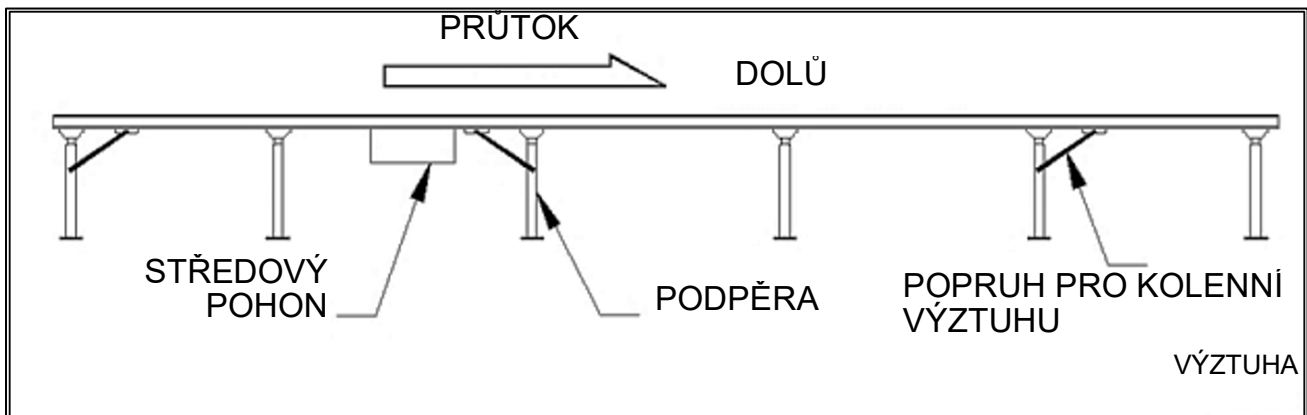 PRŮTOK
DOLŮ
STŘEDOVÝ
POHON
PODPĚRA
POPRUH PRO KOLENNÍ
VÝZTUHU
VÝZTUHA